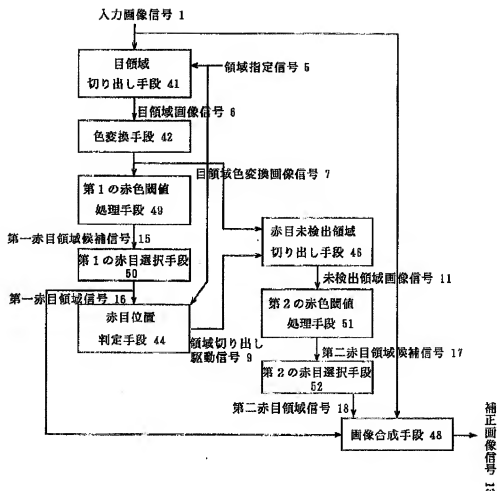 入力画像信号 1
目領域
切り出し手段 41
領域指定信号 5
目領域画像信号 6
色変換手段 42
目領域色変換画像信号 7
第1の赤色閾値
処理手段 49
赤目未検出領域
切り出し手段 46
第一赤目領域候補信号 15
第1の赤目選択手段
50
未検出領域画像信号 11
第一赤目領域信号 16
赤目位置
判定手段 44
第2の赤色閾値
処理手段 51
領域切り出し
駆動信号 9
第二赤目領域候補信号 17
第2の赤目選択手段
52
第二赤目領域信号 18
画像合成手段 48
補正画像信号